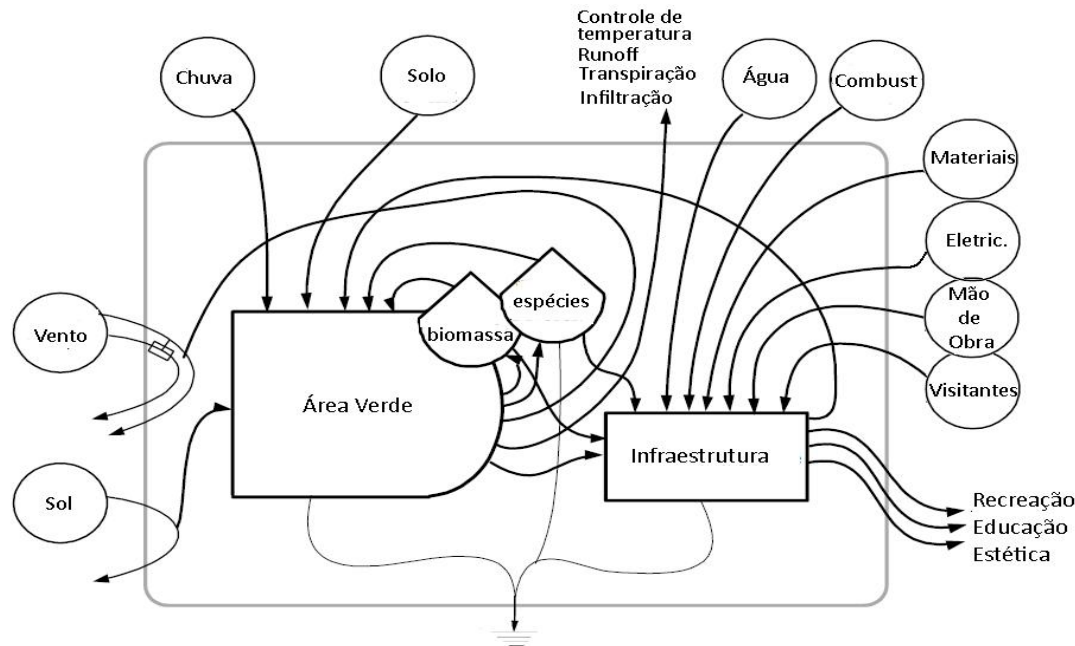 Controle de
temperatura
Runoff
Transpiração
Infiltração
Chuva
Solo
Água
Combust
Materiais
Eletric.
Mão
de
Obra
Visitantes
Vento
Sol
espécies
biomassa
Área Verde
Infraestrutura
Recreação
Educação
Estética